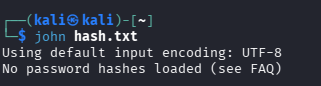 ┌──(kali㉿kali)-[~]
└─$ john hash.txt
Using default input encoding: UTF-8
No password hashes loaded (see FAQ)